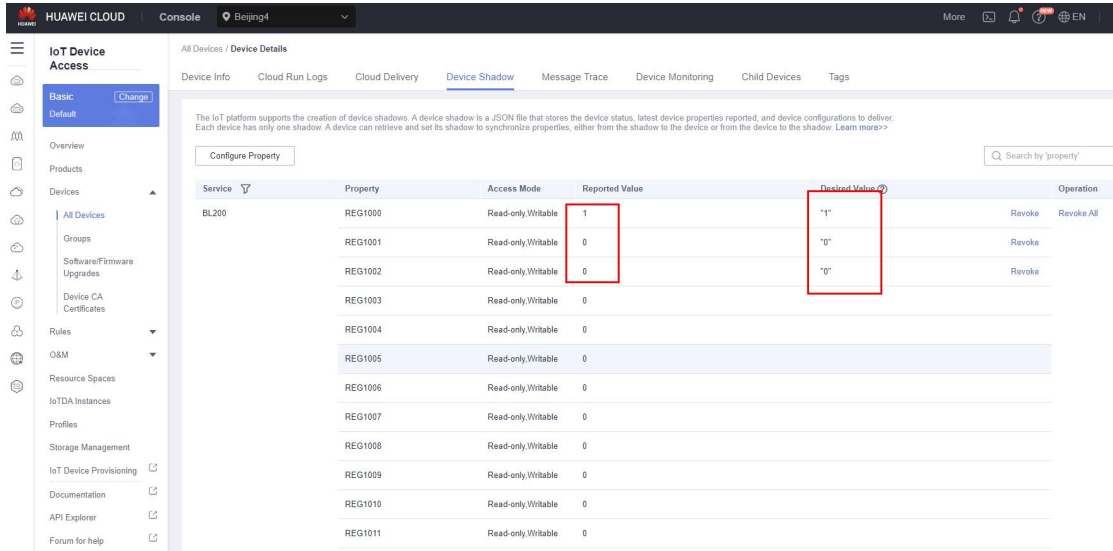 HUAWEI
HUAWEI CLOUD
Console
Beijing4
More
NEW
EN
IoT Device
Access
Basic
Change
Default
Overview
Products
Devices
All Devices
Groups
Software/Firmware
Upgrades
Device CA
Certificates
Rules
O&M
Resource Spaces
IoTDA Instances
Profiles
Storage Management
IoT Device Provisioning
Documentation
API Explorer
Forum for help
All Devices / Device Details
Device Info Cloud Run Logs Cloud Delivery Device Shadow Message Trace Device Monitoring Child Devices Tags
The IoT platform supports the creation of device shadows. A device shadow is a JSON file that stores the device status, latest device properties reported, and device configurations to deliver.
Each device has only one shadow. A device can retrieve and set its shadow to synchronize properties, either from the shadow to the device or from the device to the shadow. Learn more>>
Configure Property
Search by 'property'
Service Property Access Mode Reported Value Desired Value Operation
BL200 REG1000 Read-only,Writable 1 "1" Revoke Revoke All
REG1001 Read-only,Writable 0 "0" Revoke
REG1002 Read-only,Writable 0 "0" Revoke
REG1003 Read-only,Writable 0
REG1004 Read-only,Writable 0
REG1005 Read-only,Writable 0
REG1006 Read-only,Writable 0
REG1007 Read-only,Writable 0
REG1008 Read-only,Writable 0
REG1009 Read-only,Writable 0
REG1010 Read-only,Writable 0
REG1011 Read-only,Writable 0